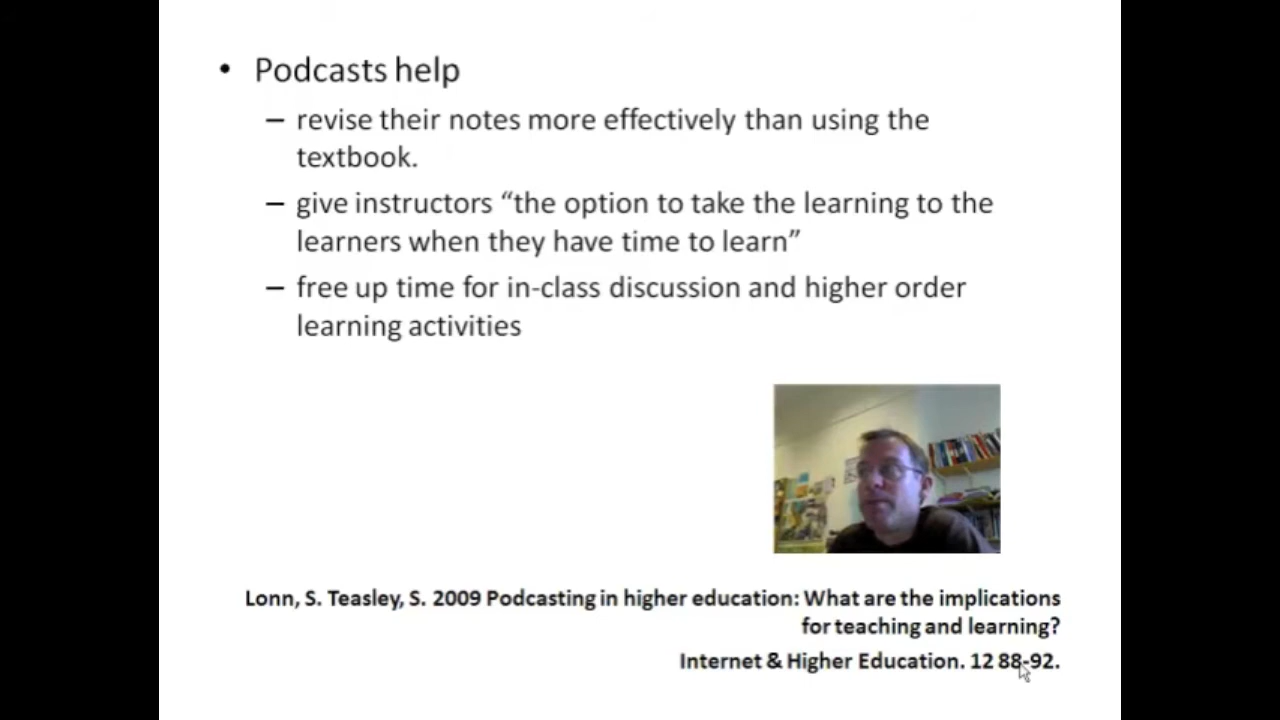 • Podcasts help
– revise their notes more effectively than using the
textbook.
– give instructors “the option to take the learning to the
learners when they have time to learn”
– free up time for in-class discussion and higher order
learning activities
Lonn, S. Teasley, S. 2009 Podcasting in higher education: What are the implications
for teaching and learning?
Internet & Higher Education. 12 88-92.